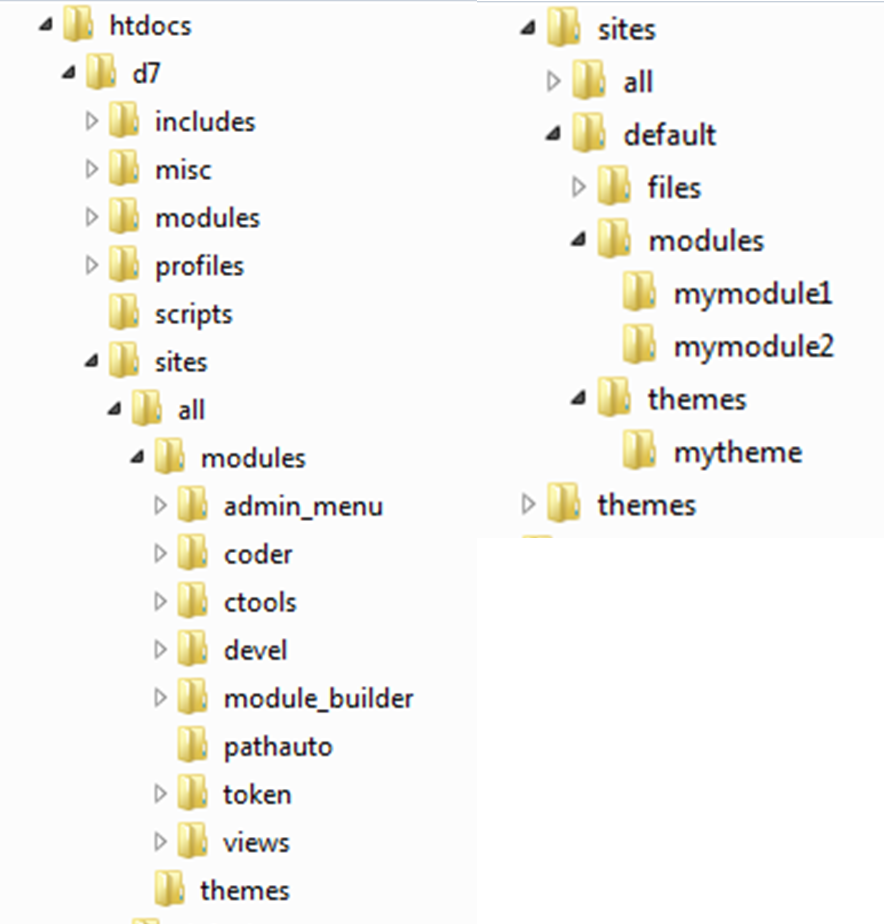 htdocs
d7
includes
misc
modules
profiles
scripts
sites
all
modules
admin_menu
coder
ctools
devel
module_builder
pathauto
token
views
themes
sites
all
default
files
modules
mymodule1
mymodule2
themes
mytheme
themes